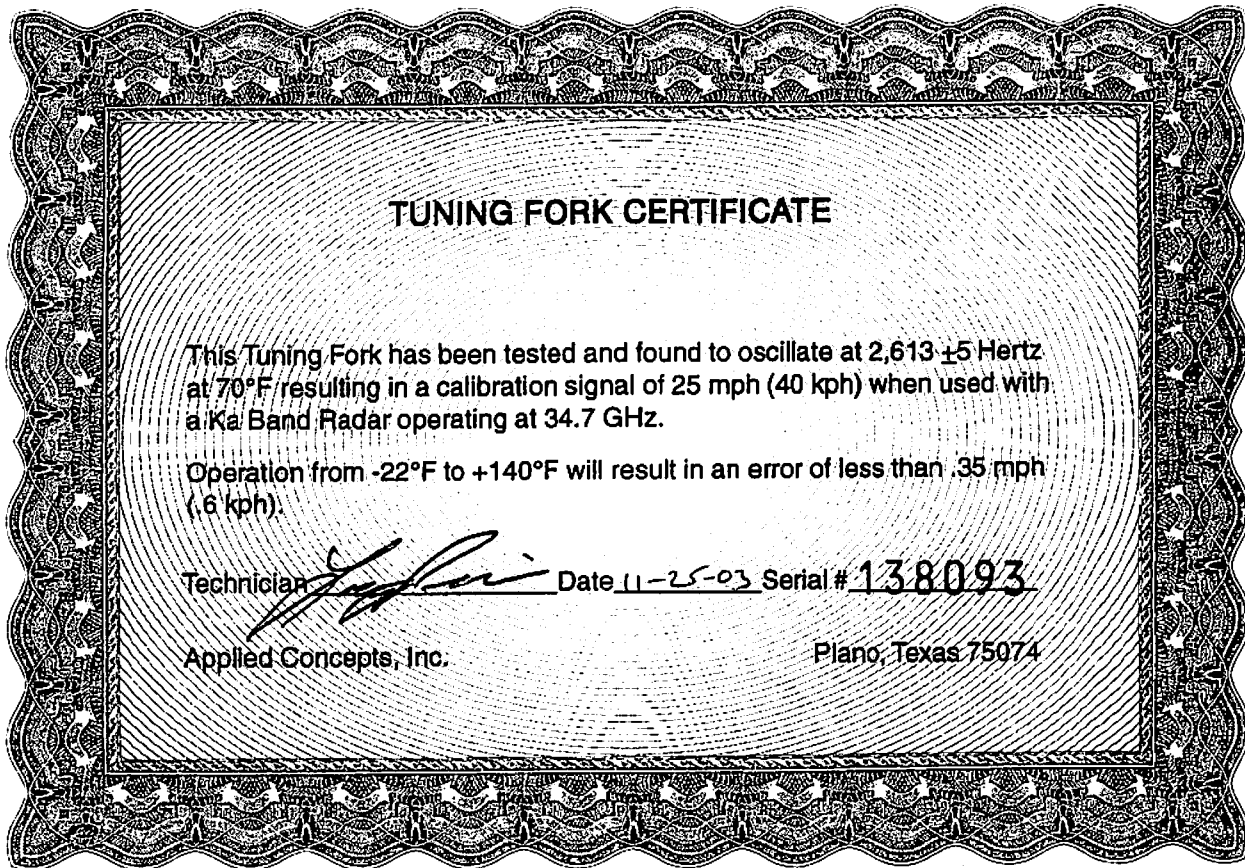 TUNING FORK CERTIFICATE
This Tuning Fork has been tested and found to oscillate at 2,613 ±5 Hertz
at 70°F resulting in a calibration signal of 25 mph (40 kph) when used with
a Ka Band Radar operating at 34.7 GHz.
Operation from -22°F to +140°F will result in an error of less than .35 mph
(.6 kph).
Technician Date 11-25-03 Serial # 138093
Applied Concepts, Inc. Plano, Texas 75074